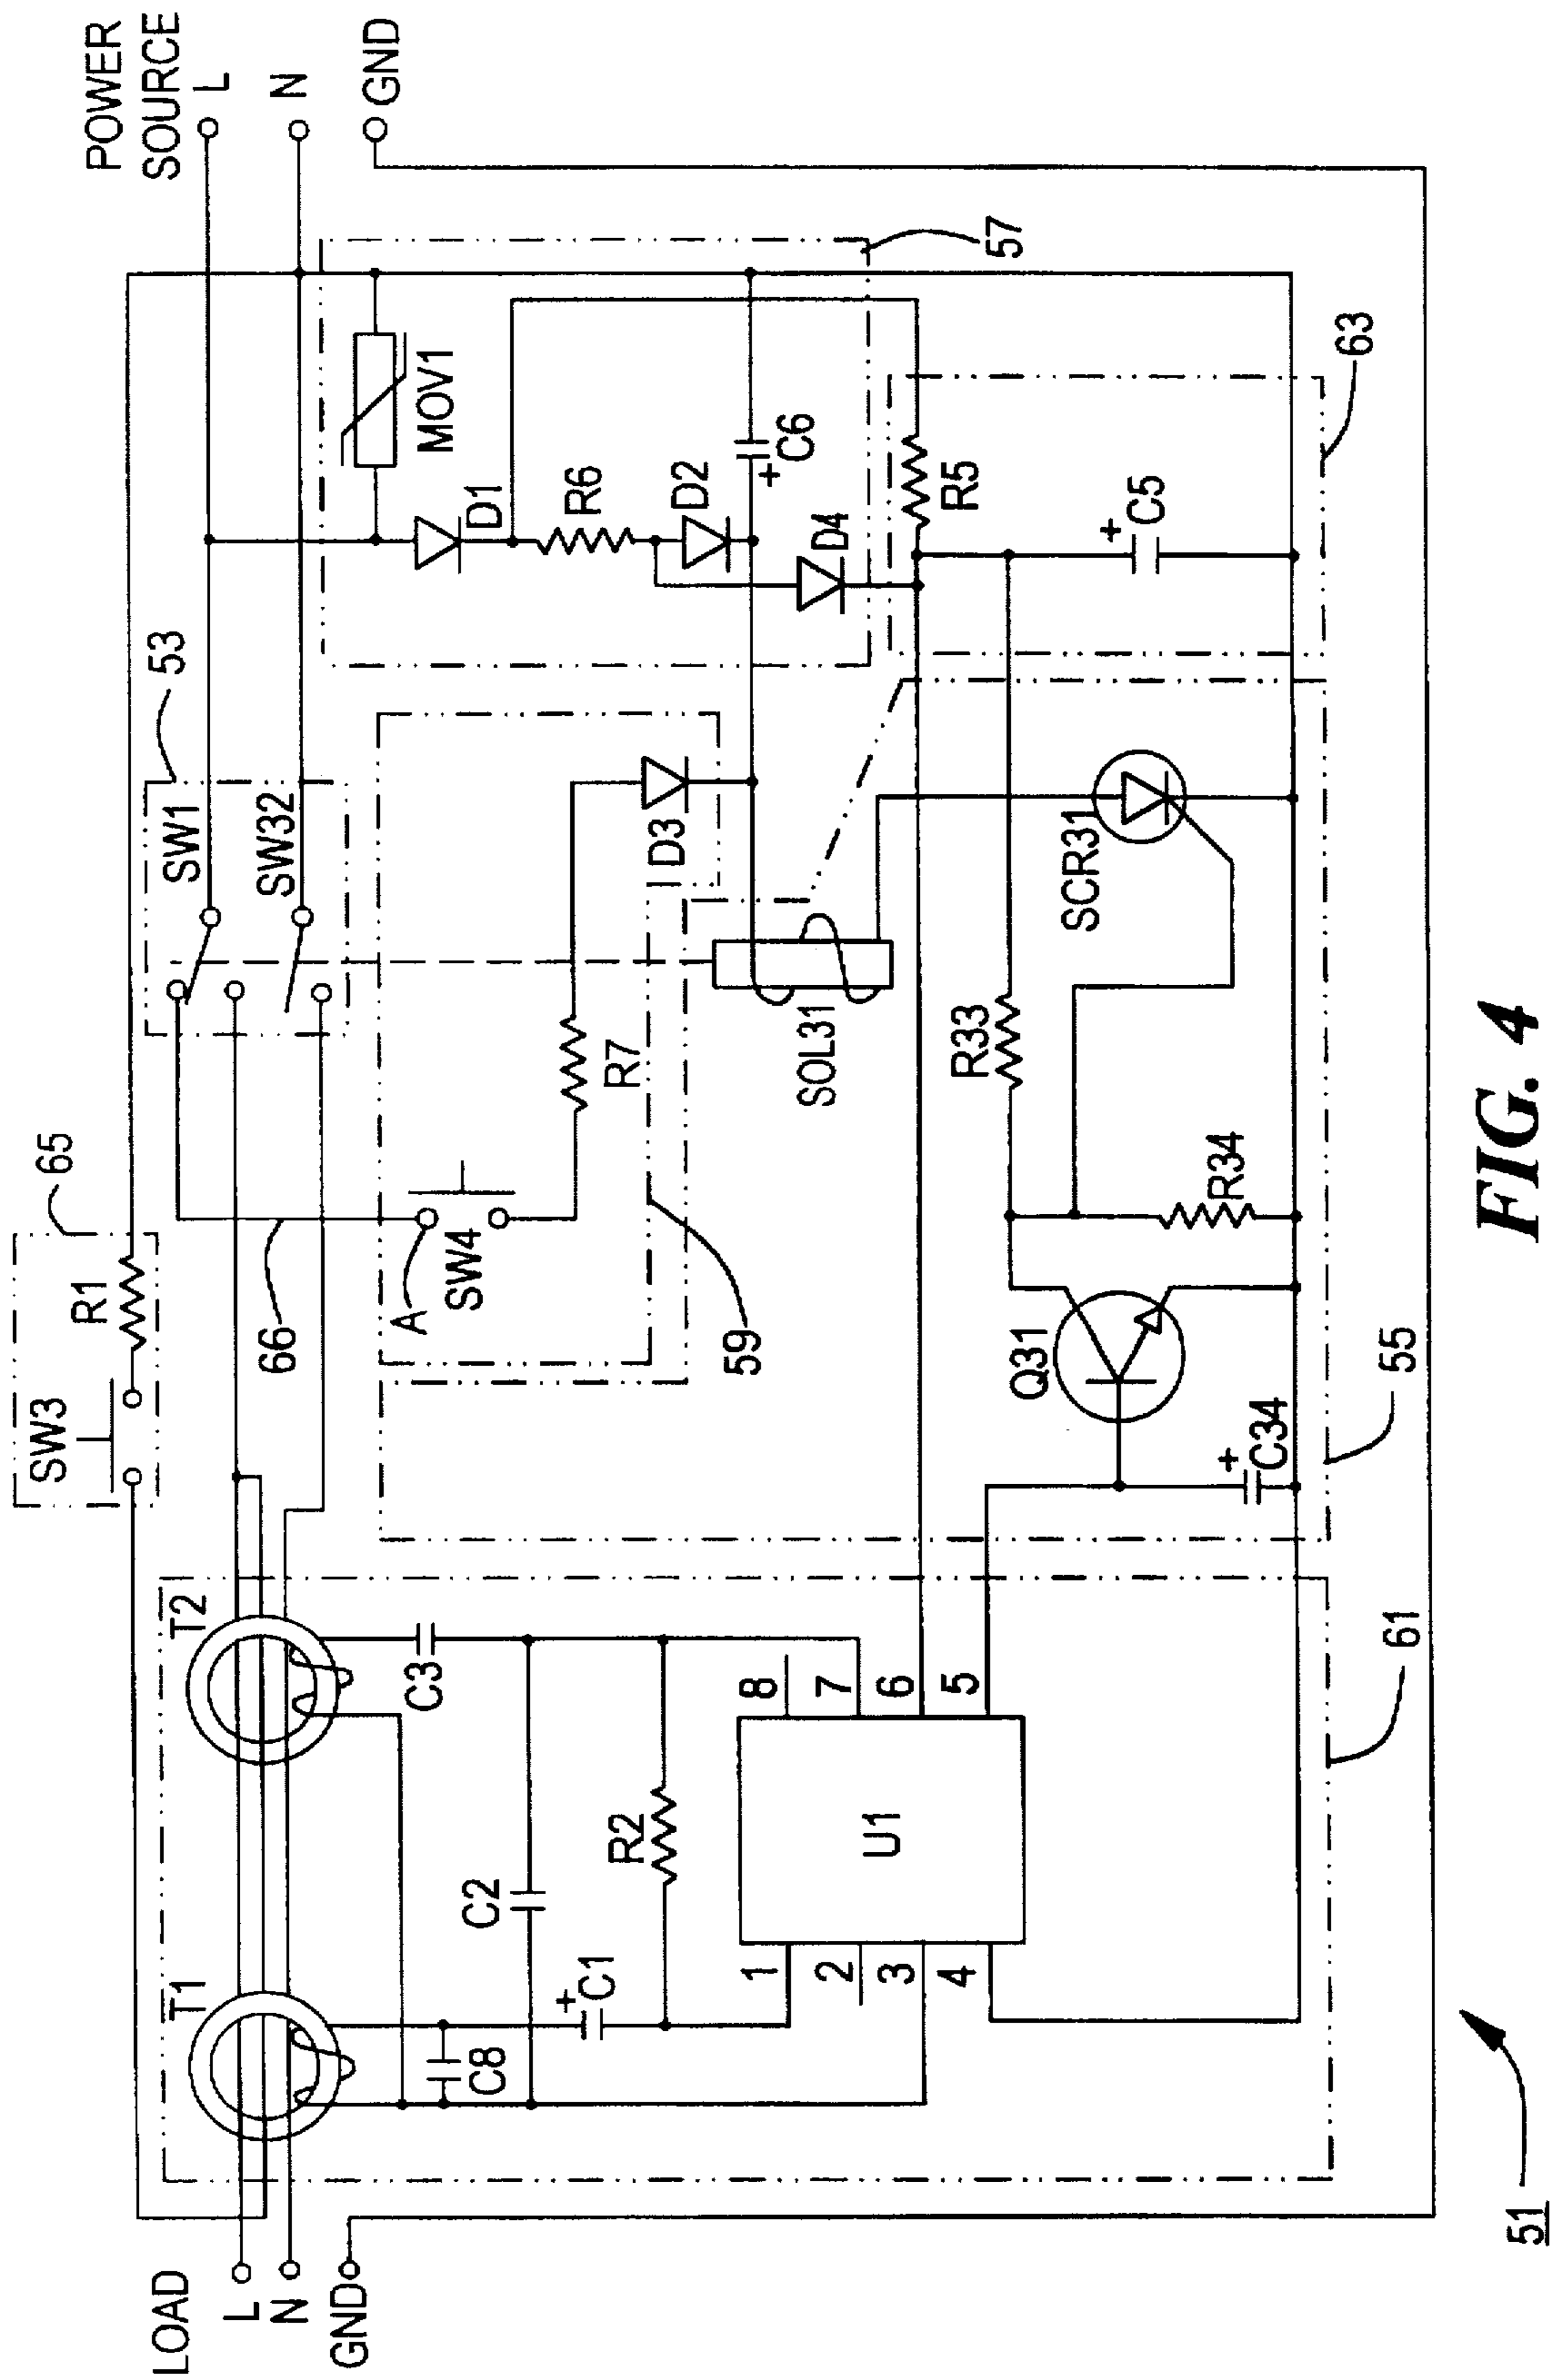 POWER
SOURCE
L
N
GND
65
SW3
R1
53
SW1
SW32
66
A
SW4
R7
D3
59
SOL31
MOV1
D1
R6
D2
C6
+
D4
57
R5
63
+
C5
SCR31
R33
R34
Q31
+
C34
55
T1
T2
C3
C2
C8
+
C1
R2
U1
1
2
3
4
8
7
6
5
61
LOAD
L
N
GND
51
FIG. 4